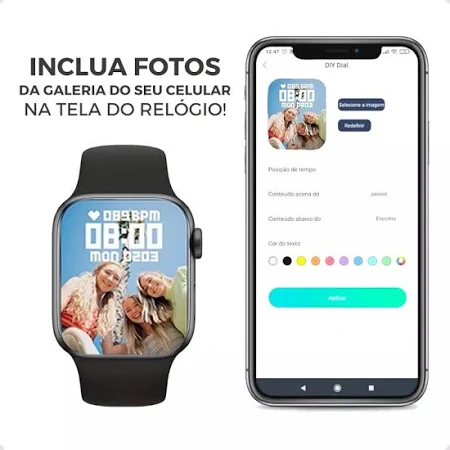 INCLUA FOTOS
DA GALERIA DO SEU CELULAR
NA TELA DO RELÓGIO!
089BPM
08:00
MON 0203
12:47
DIY Dial
089BPM
08:00
MON 0203
Selecione a imagem
Redefinir
Posição de tempo
Conteúdo acima do
passos
Conteúdo abaixo do
Encontro
Cor do texto
Aplicar